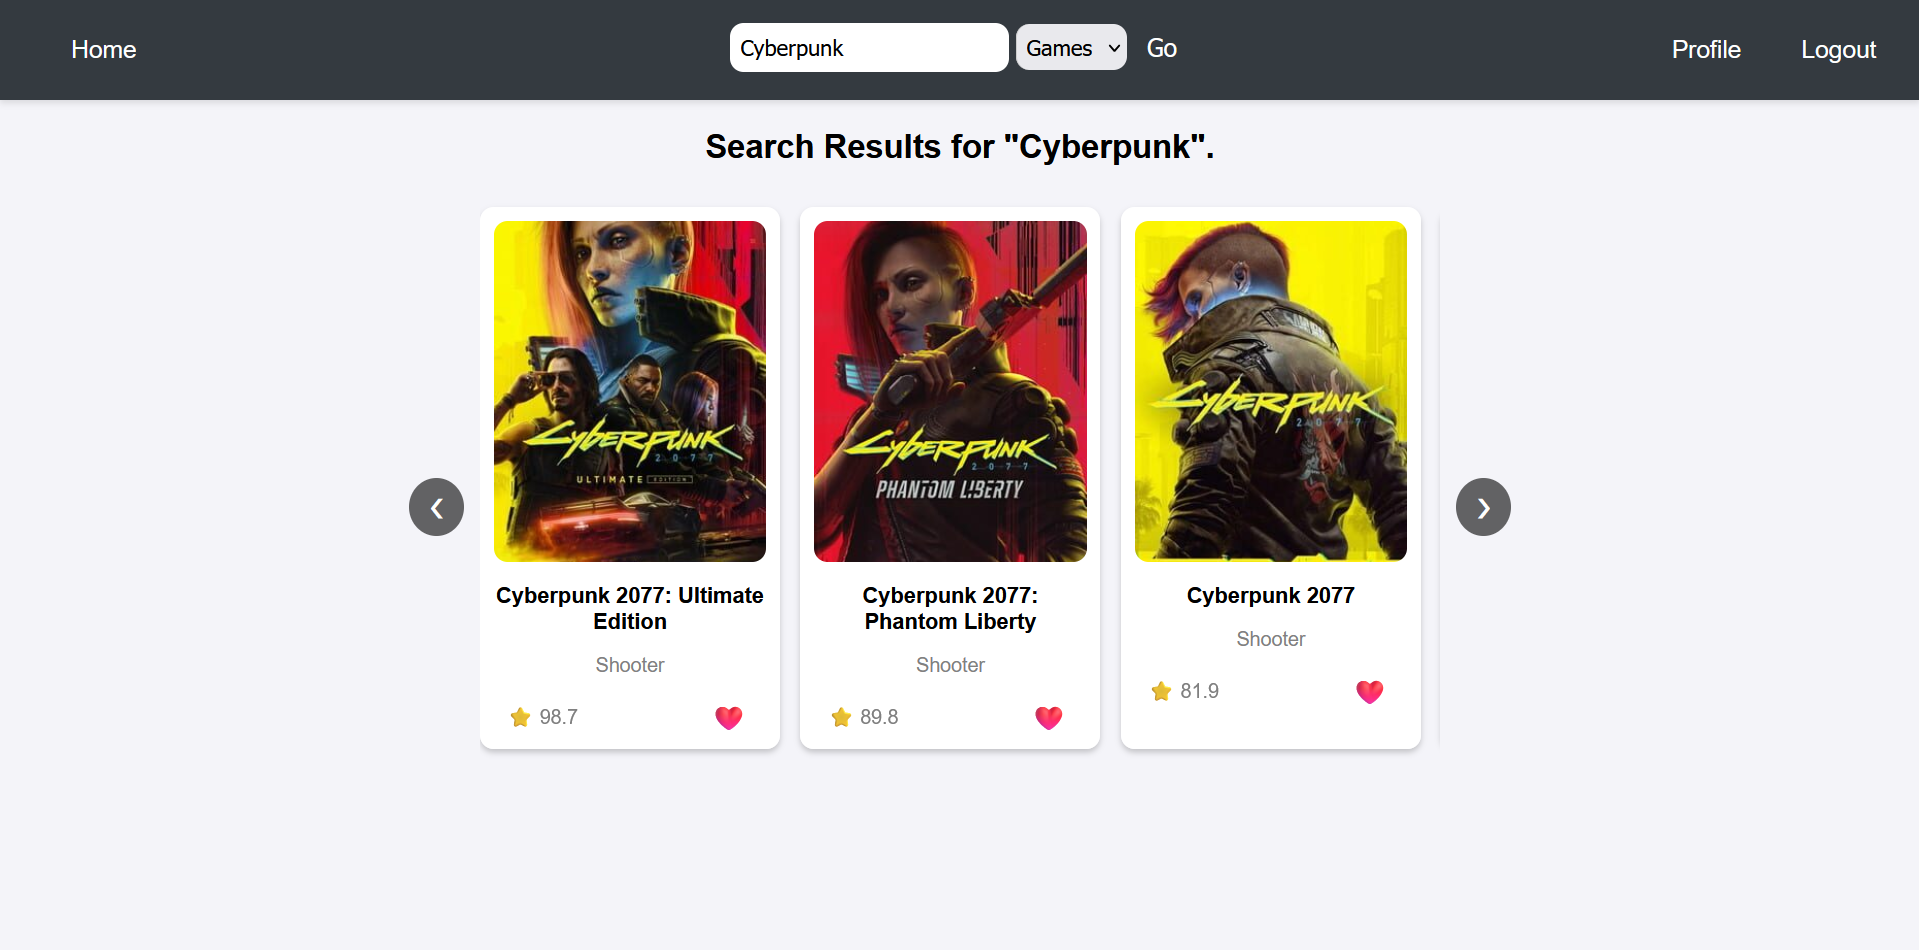 Home
Cyberpunk
Games
Go
Profile
Logout
Search Results for "Cyberpunk".
CYBERPUNK
2077
ULTIMATE EDITION
CYBERPUNK
2077
PHANTOM LIBERTY
CYBERPUNK
2077
❮
❯
Cyberpunk 2077: Ultimate
Edition
Shooter
98.7
Cyberpunk 2077:
Phantom Liberty
Shooter
89.8
Cyberpunk 2077
Shooter
81.9